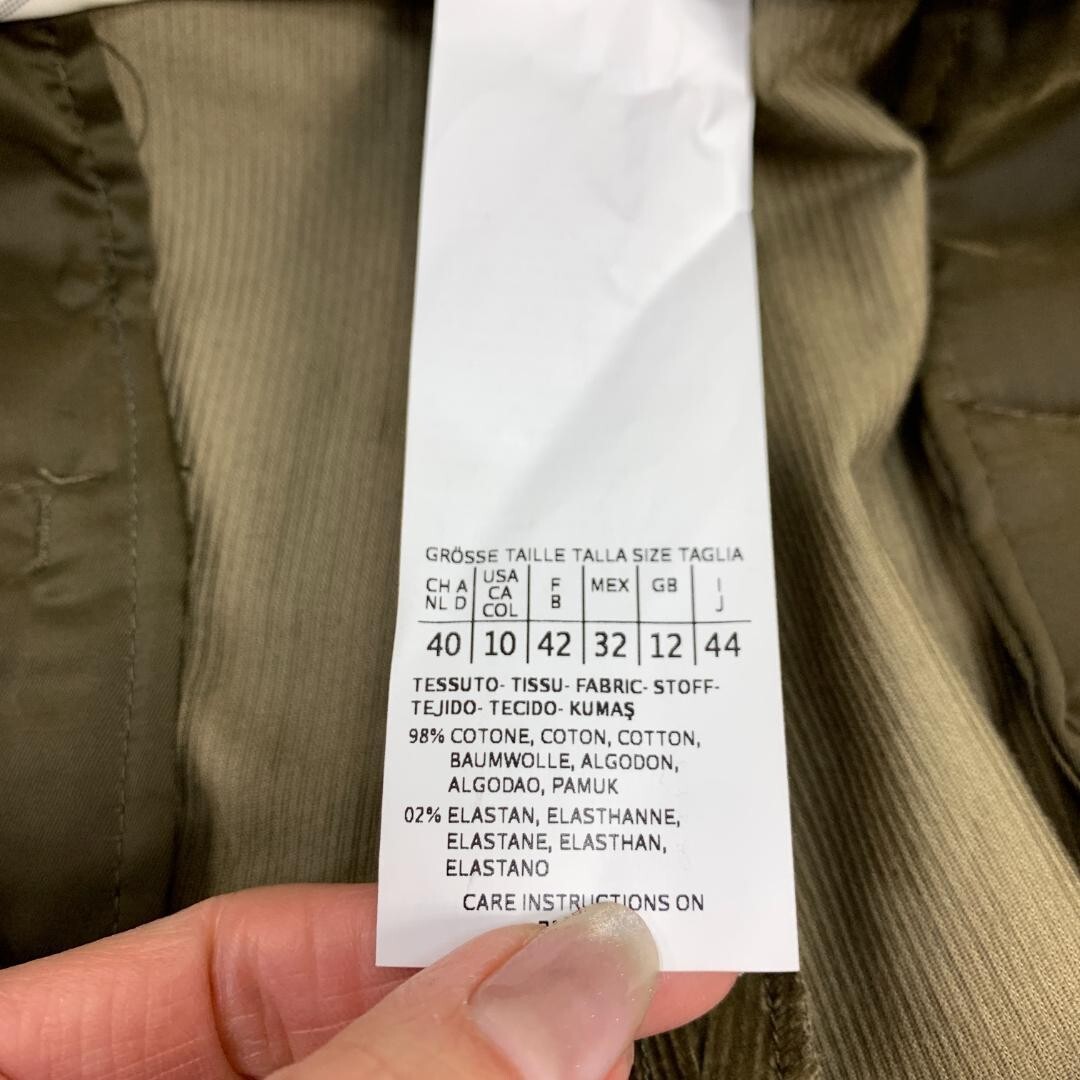 GRÖSSE TAILLE TALLA SIZE TAGLIA
CH A NL D | USA CA COL | F B | MEX | GB | I J
40 | 10 | 42 | 32 | 12 | 44
TESSUTO- TISSU- FABRIC- STOFF-
TEJIDO- TECIDO- KUMAŞ
98% COTONE, COTON, COTTON,
BAUMWOLLE, ALGODON,
ALGODAO, PAMUK
02% ELASTAN, ELASTHANNE,
ELASTANE, ELASTHAN,
ELASTANO
CARE INSTRUCTIONS ON